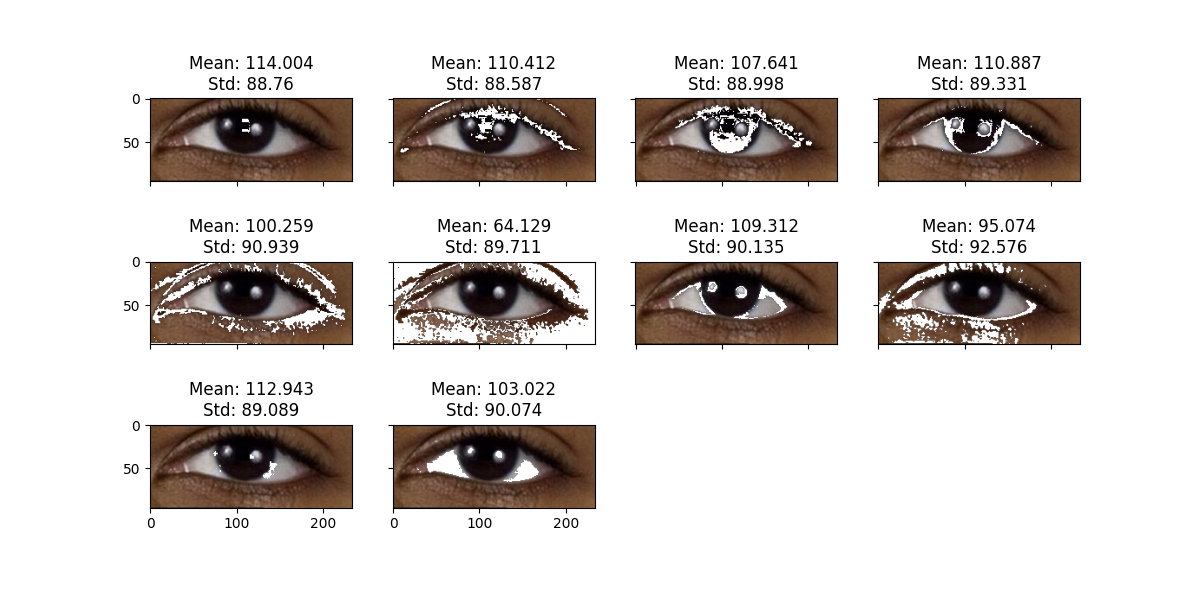 Mean: 114.004
Std: 88.76
Mean: 110.412
Std: 88.587
Mean: 107.641
Std: 88.998
Mean: 110.887
Std: 89.331
0
50
Mean: 100.259
Std: 90.939
Mean: 64.129
Std: 89.711
Mean: 109.312
Std: 90.135
Mean: 95.074
Std: 92.576
0
50
Mean: 112.943
Std: 89.089
Mean: 103.022
Std: 90.074
0
50
0 100 200
0 100 200